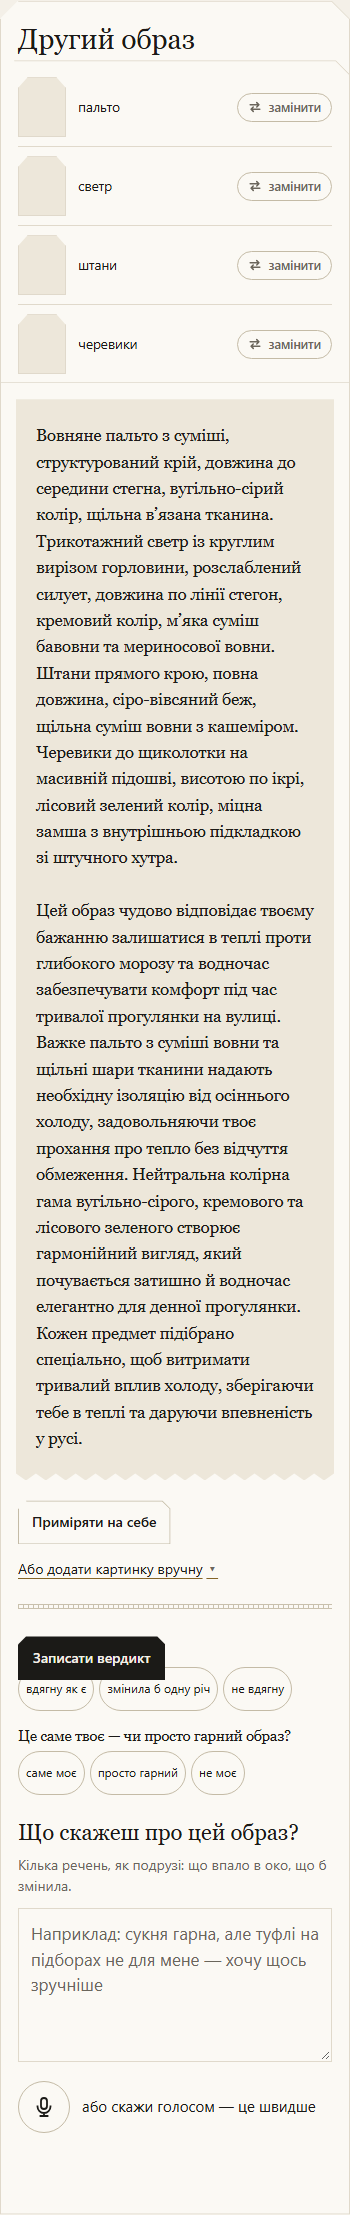 Другий образ
пальто
замінити
светр
замінити
штани
замінити
черевики
замінити
Вовняне пальто з суміші,
структурований крій, довжина до
середини стегна, вугільно-сірий
колір, щільна в’язана тканина.
Трикотажний светр із круглим
вирізом горловини, розслаблений
силует, довжина по лінії стегон,
кремовий колір, м’яка суміш
бавовни та мериносової вовни.
Штани прямого крою, повна
довжина, сіро-вівсяний беж,
щільна суміш вовни з кашеміром.
Черевики до щиколотки на
масивній підошві, висотою по ікрі,
лісовий зелений колір, міцна
замша з внутрішньою підкладкою
зі штучного хутра.
Цей образ чудово відповідає твоєму
бажанню залишатися в теплі проти
глибокого морозу та водночас
забезпечувати комфорт під час
тривалої прогулянки на вулиці.
Важке пальто з суміші вовни та
щільні шари тканини надають
необхідну ізоляцію від осіннього
холоду, задовольняючи твоє
прохання про тепло без відчуття
обмеження. Нейтральна колірна
гама вугільно-сірого, кремового та
лісового зеленого створює
гармонійний вигляд, який
почувається затишно й водночас
елегантно для денної прогулянки.
Кожен предмет підібрано
спеціально, щоб витримати
тривалий вплив холоду, зберігаючи
тебе в теплі та даруючи впевненість
у русі.
Приміряти на себе
Або додати картинку вручну
Записати вердикт
вдягну як є
змінила б одну річ
не вдягну
Це саме твоє — чи просто гарний образ?
саме моє
просто гарний
не моє
Що скажеш про цей образ?
Кілька речень, як подрузі: що впало в око, що б
змінила.
Наприклад: сукня гарна, але туфлі на
підборах не для мене — хочу щось
зручніше
або скажи голосом — це швидше